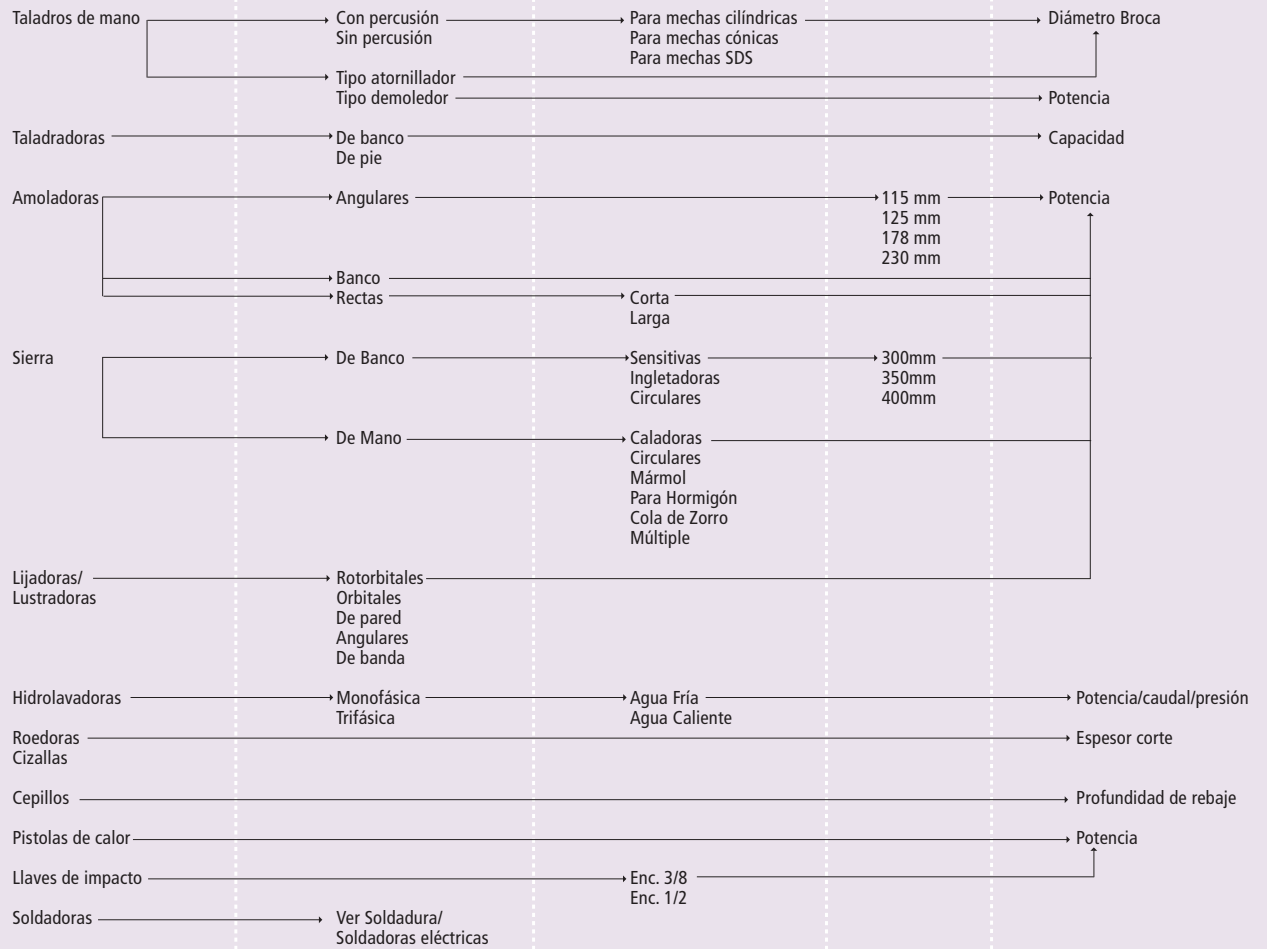 Taladros de mano
Con percusión
Para mechas cilíndricas
Diámetro Broca
Sin percusión
Para mechas cónicas
Para mechas SDS
Tipo atornillador
Tipo demoledor
Potencia
Taladradoras
De banco
Capacidad
De pie
Amoladoras
Angulares
115 mm
Potencia
125 mm
178 mm
230 mm
Banco
Rectas
Corta
Larga
Sierra
De Banco
Sensitivas
300mm
Ingletadoras
350mm
Circulares
400mm
De Mano
Caladoras
Circulares
Mármol
Para Hormigón
Cola de Zorro
Múltiple
Lijadoras/
Rotorbitales
Lustradoras
Orbitales
De pared
Angulares
De banda
Hidrolavadoras
Monofásica
Agua Fría
Potencia/caudal/presión
Trifásica
Agua Caliente
Roedoras
Espesor corte
Cizallas
Cepillos
Profundidad de rebaje
Pistolas de calor
Potencia
Llaves de impacto
Enc. 3/8
Enc. 1/2
Soldadoras
Ver Soldadura/
Soldadoras eléctricas